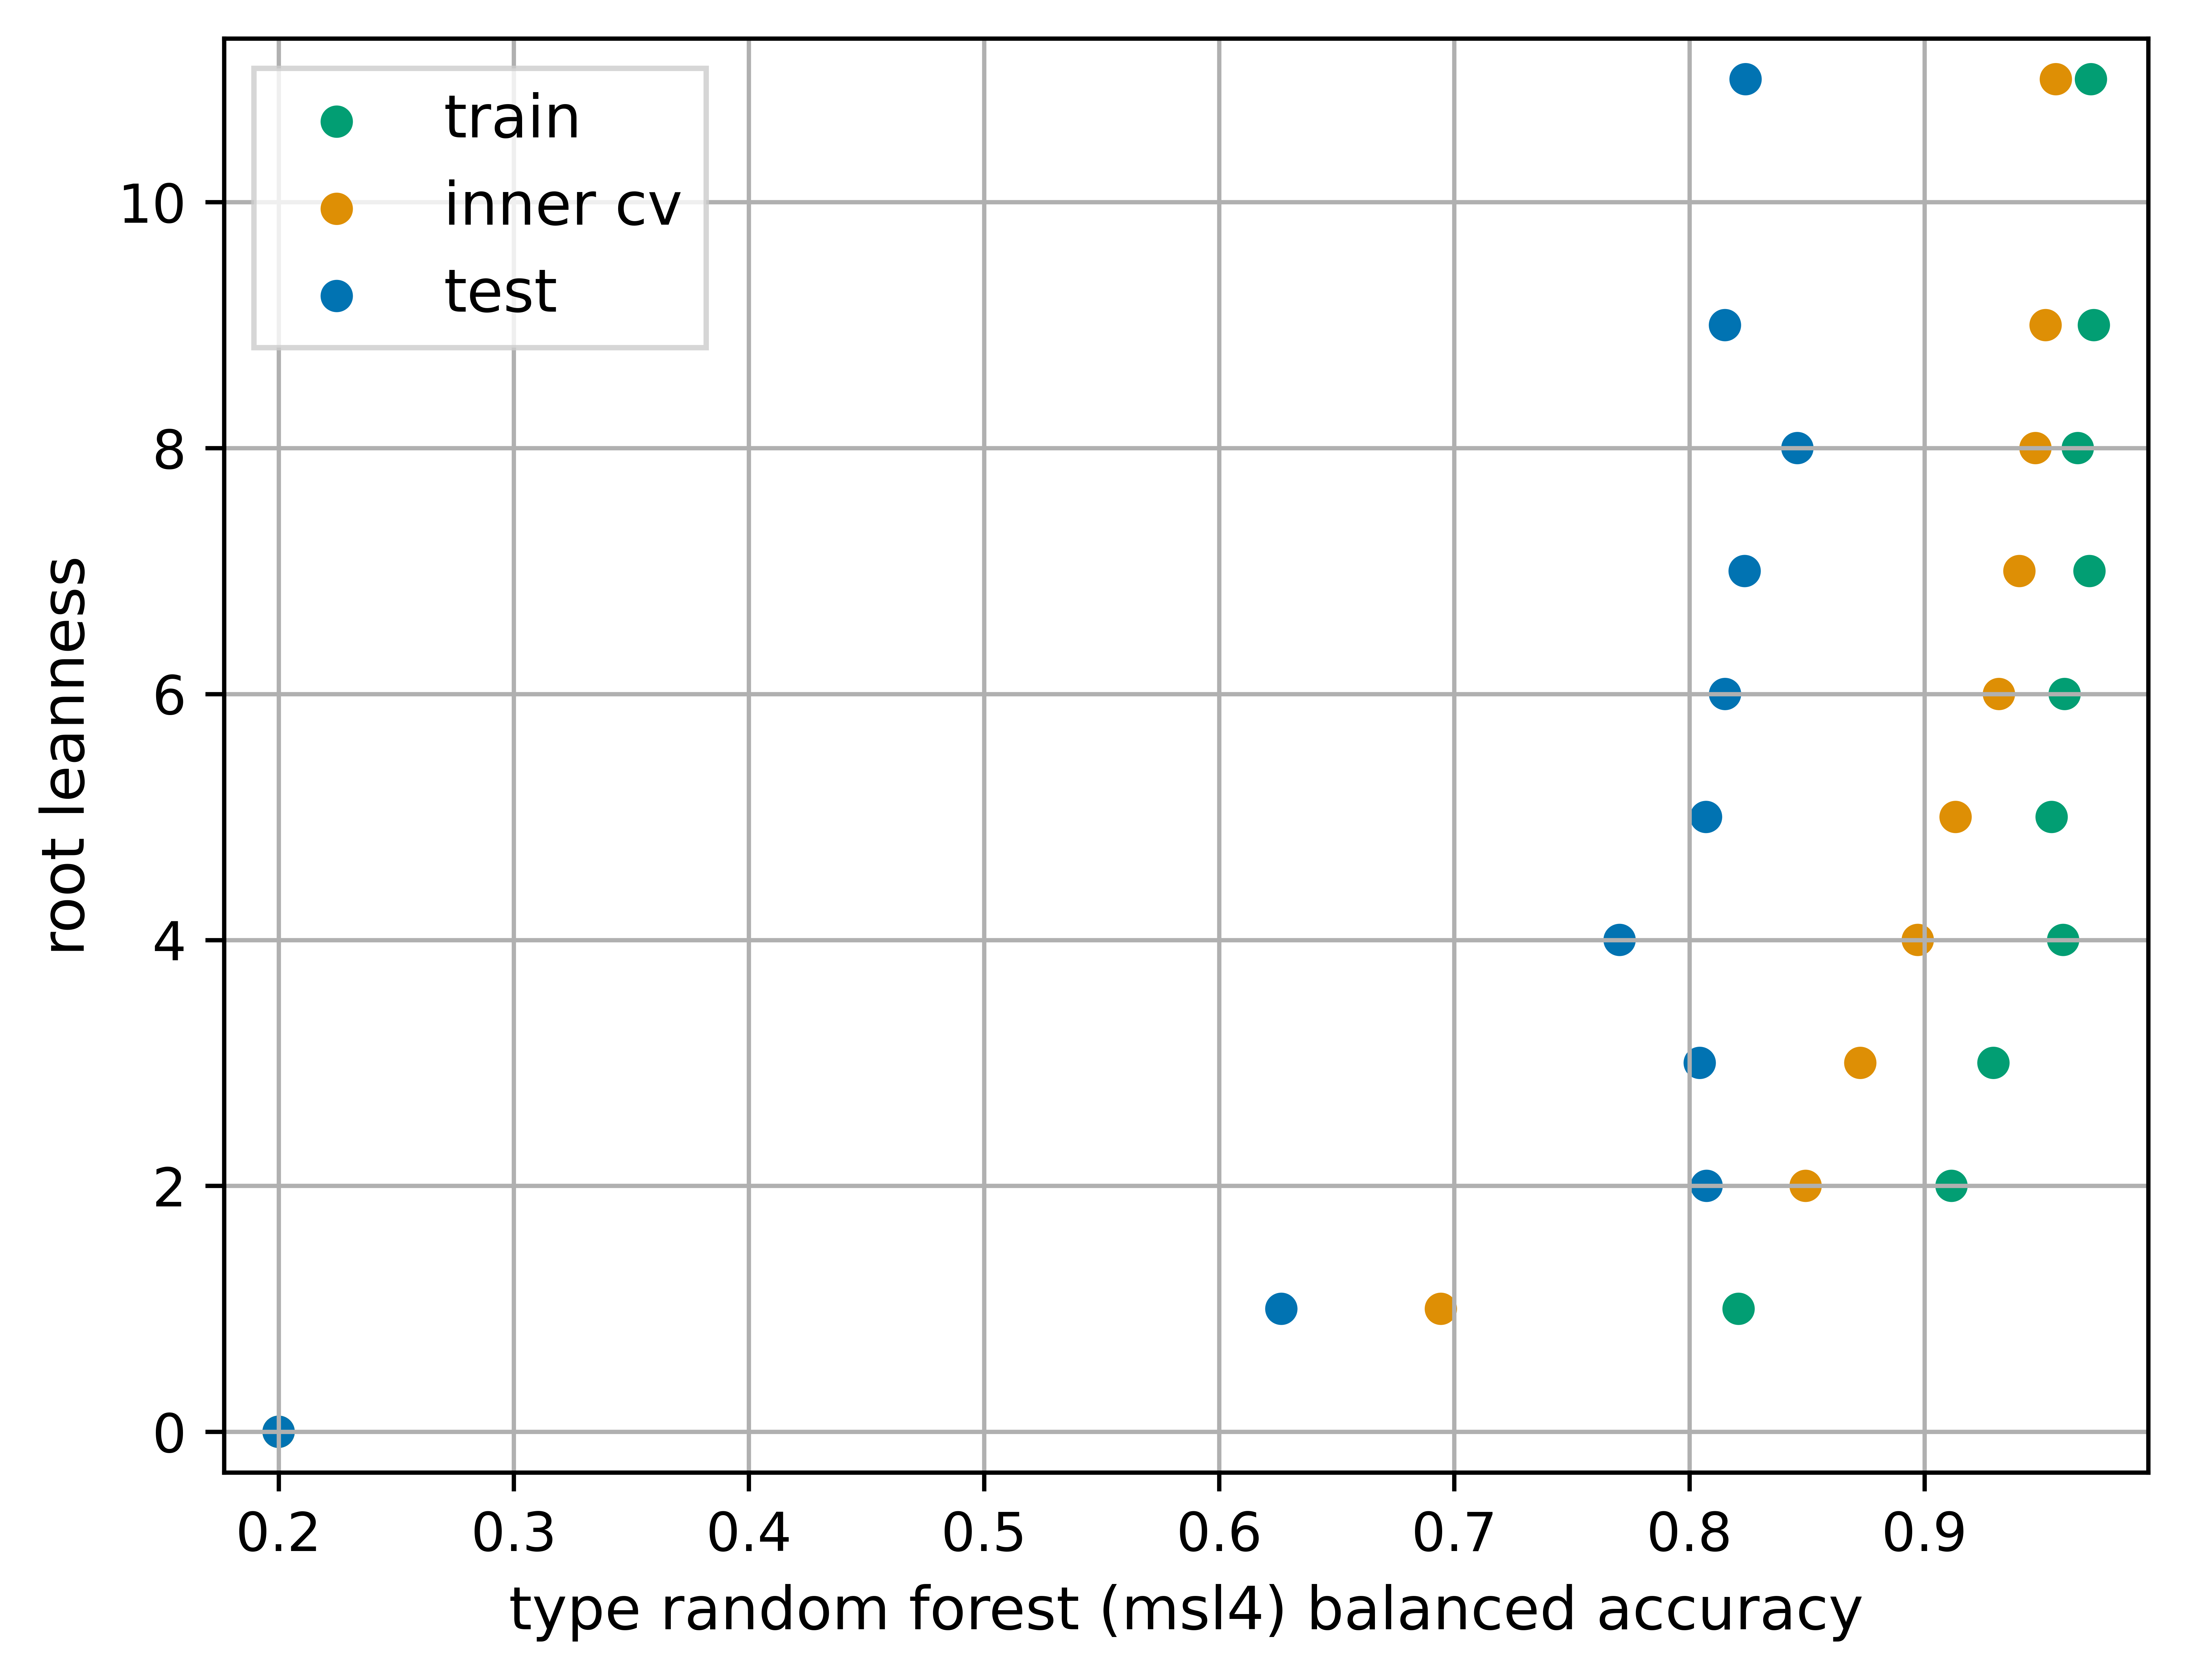 train
inner cv
test
10
8
6
4
2
0
root leanness
0.2 0.3 0.4 0.5 0.6 0.7 0.8 0.9
type random forest (msl4) balanced accuracy